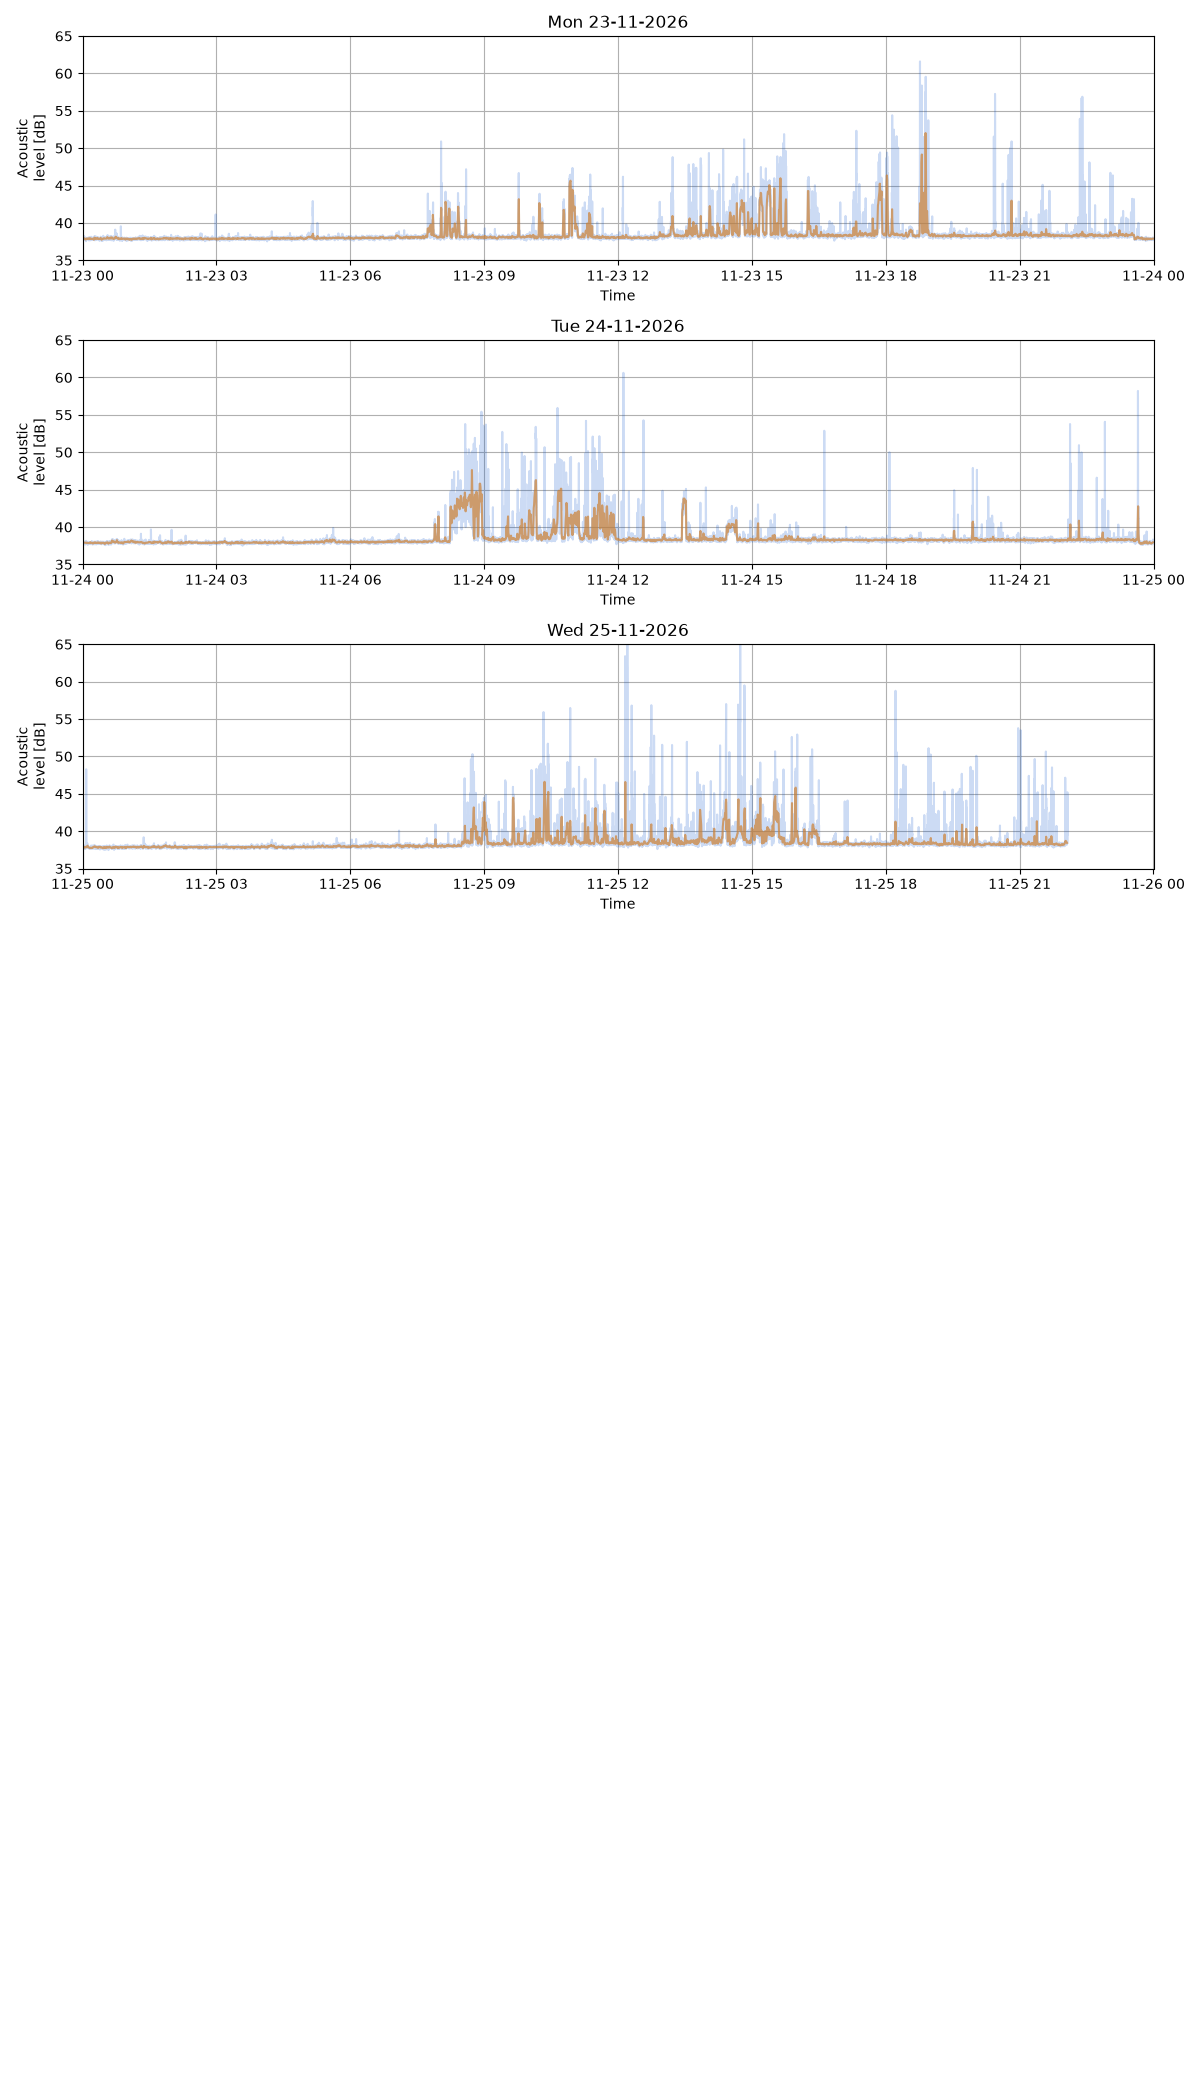 Mon 23-11-2026
65
60
55
50
45
40
35
Acoustic
level [dB]
11-23 00 11-23 03 11-23 06 11-23 09 11-23 12 11-23 15 11-23 18 11-23 21 11-24 00
Time
Tue 24-11-2026
65
60
55
50
45
40
35
Acoustic
level [dB]
11-24 00 11-24 03 11-24 06 11-24 09 11-24 12 11-24 15 11-24 18 11-24 21 11-25 00
Time
Wed 25-11-2026
65
60
55
50
45
40
35
Acoustic
level [dB]
11-25 00 11-25 03 11-25 06 11-25 09 11-25 12 11-25 15 11-25 18 11-25 21 11-26 00
Time